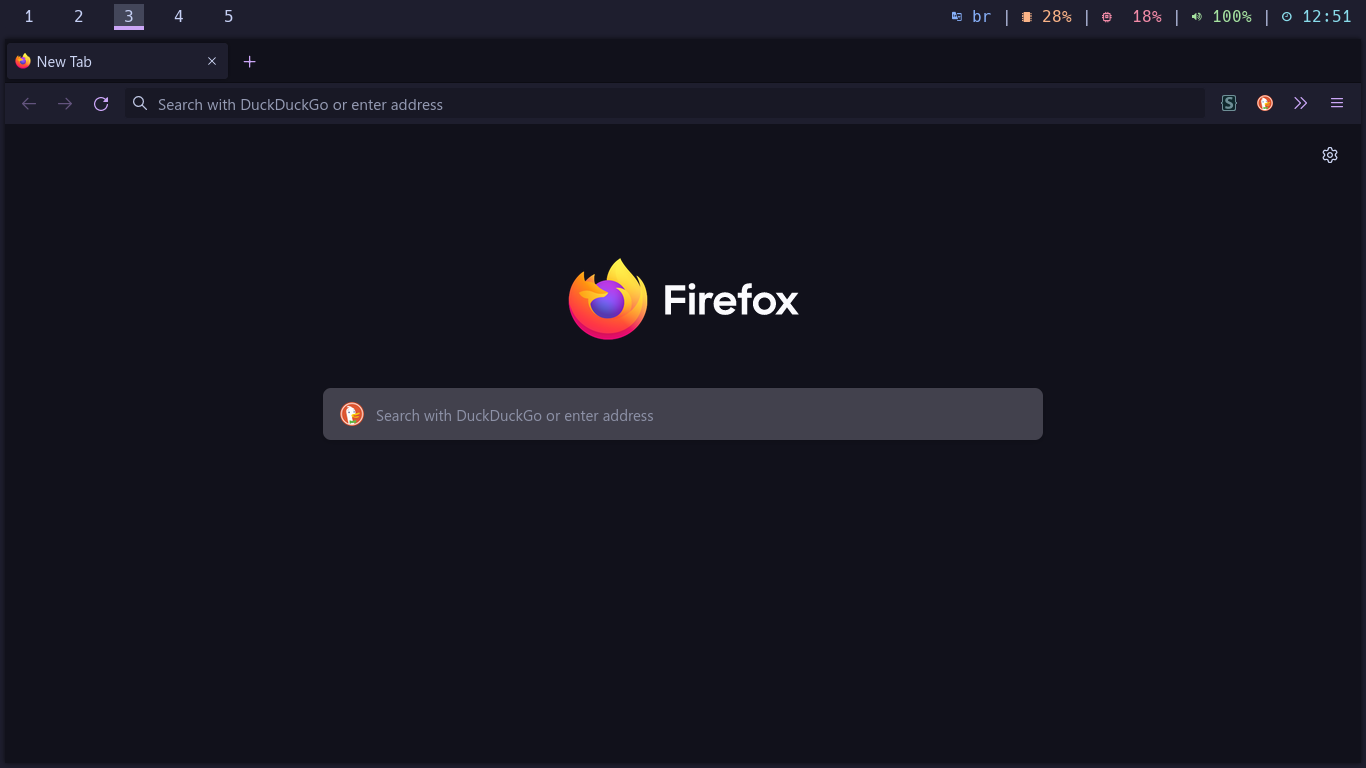 1 2 3 4 5 br | 28% | 18% | 100% | 12:51
New Tab
Search with DuckDuckGo or enter address
Firefox
Search with DuckDuckGo or enter address